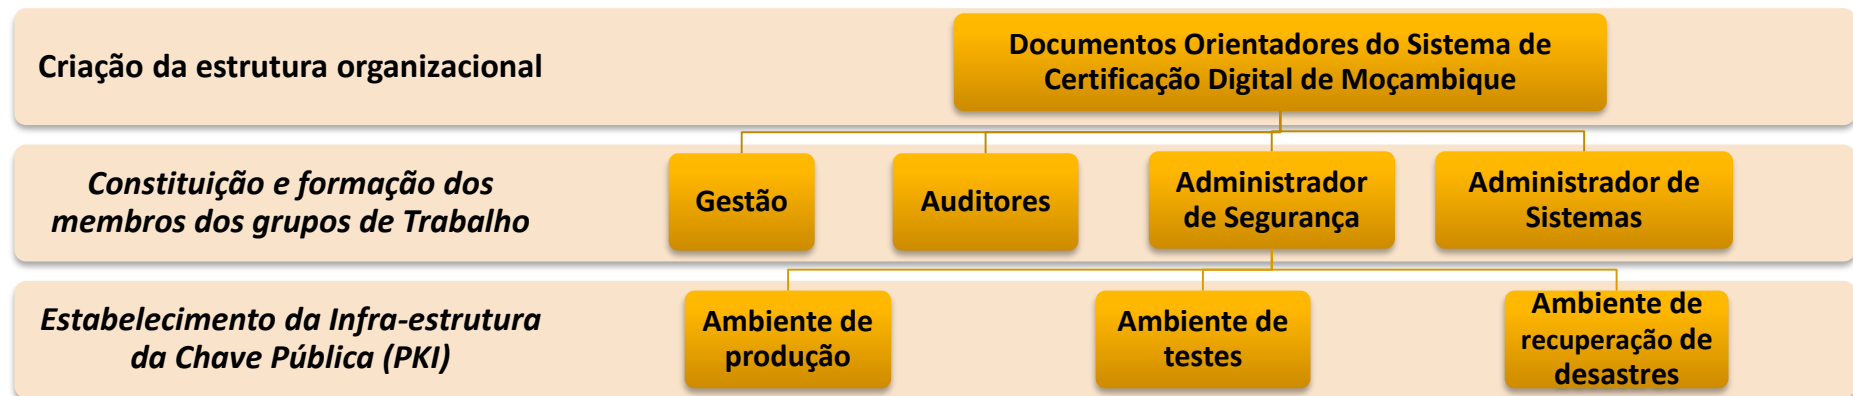 Criação da estrutura organizacional
Documentos Orientadores do Sistema de
Certificação Digital de Moçambique
Constituição e formação dos
membros dos grupos de Trabalho
Gestão
Auditores
Administrador
de Segurança
Administrador de
Sistemas
Estabelecimento da Infra-estrutura
da Chave Pública (PKI)
Ambiente de
produção
Ambiente de
testes
Ambiente de
recuperação de
desastres